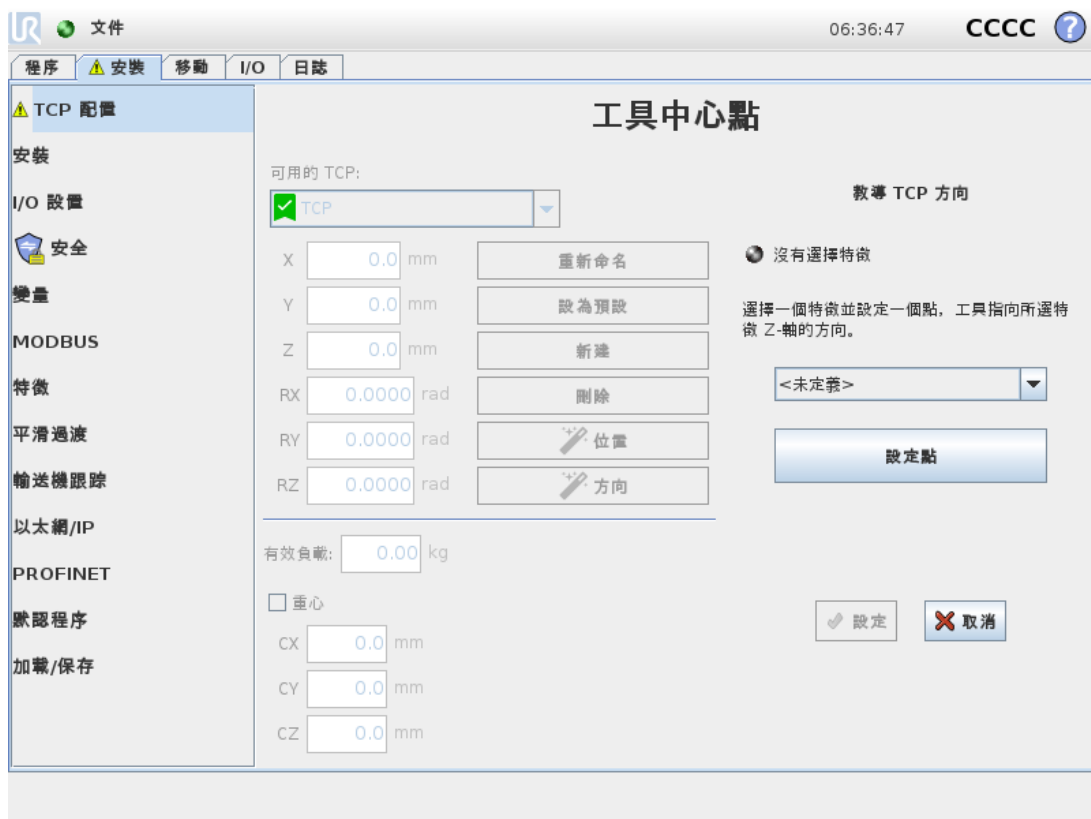 UR 文件 06:36:47 CCCC ?
程序 安裝 移動 I/O 日誌
TCP 配置
安裝
I/O 設置
安全
變量
MODBUS
特徵
平滑過渡
輸送機跟踪
以太網/IP
PROFINET
默認程序
加載/保存
工具中心點
可用的 TCP:
TCP
X 0.0 mm 重新命名
Y 0.0 mm 設為預設
Z 0.0 mm 新建
RX 0.0000 rad 刪除
RY 0.0000 rad 位置
RZ 0.0000 rad 方向
有效負載: 0.00 kg
重心
CX 0.0 mm
CY 0.0 mm
CZ 0.0 mm
教導 TCP 方向
沒有選擇特徵
選擇一個特徵並設定一個點，工具指向所選特
徵 Z-軸的方向。
<未定義>
設定點
設定 取消